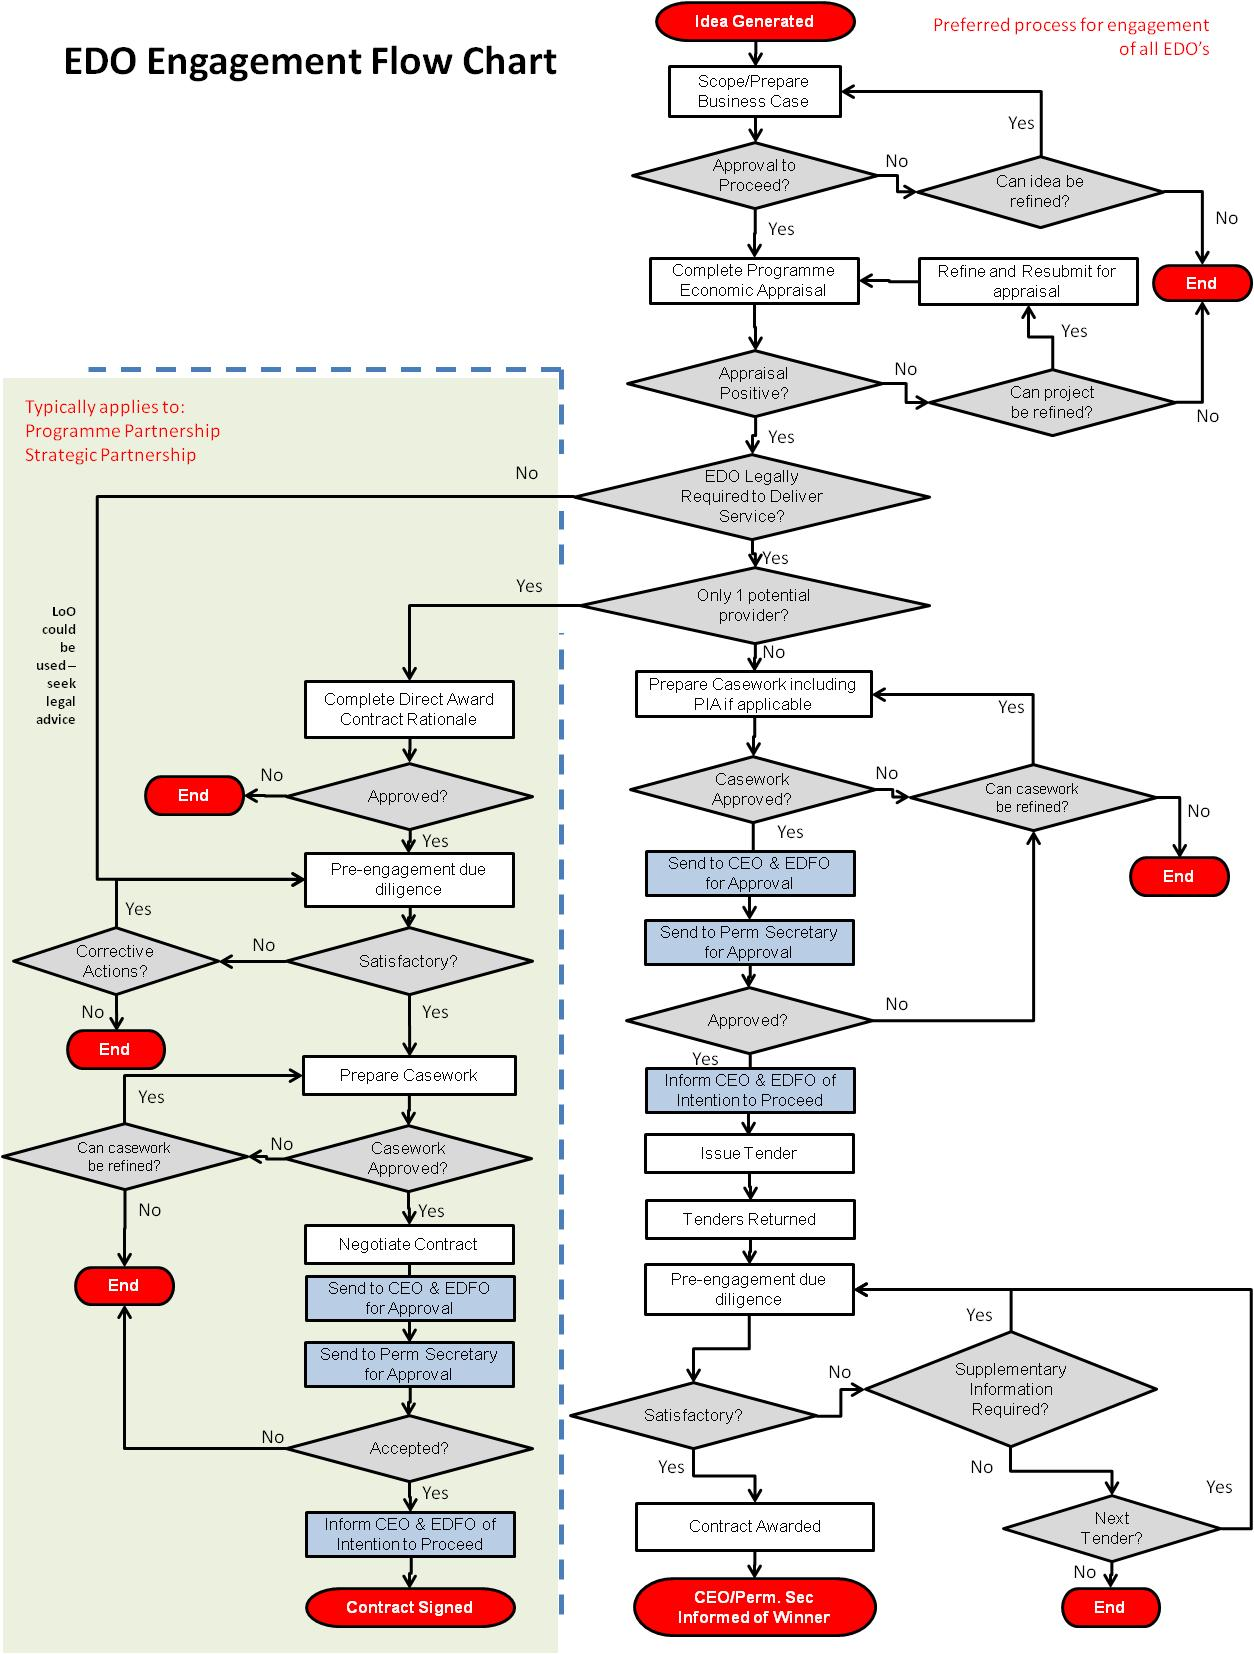 EDO Engagement Flow Chart
Preferred process for engagement
of all EDO's
Idea Generated
Scope/Prepare
Business Case
Yes
Approval to
Proceed?
No
Can idea be
refined?
No
Yes
Complete Programme
Economic Appraisal
Refine and Resubmit for
appraisal
End
Yes
Appraisal
Positive?
No
Can project
be refined?
No
Yes
Typically applies to:
Programme Partnership
Strategic Partnership
No
EDO Legally
Required to Deliver
Service?
Yes
Yes
Only 1 potential
provider?
No
LoO
could
be
used –
seek
legal
advice
Complete Direct Award
Contract Rationale
No
End
Approved?
Yes
Pre-engagement due
diligence
Yes
Corrective
Actions?
No
Satisfactory?
No
End
Yes
Prepare Casework
Yes
Can casework
be refined?
No
Casework
Approved?
No
Yes
Negotiate Contract
End
Send to CEO & EDFO
for Approval
Send to Perm Secretary
for Approval
No
Accepted?
Yes
Inform CEO & EDFO of
Intention to Proceed
Contract Signed
Prepare Casework including
PIA if applicable
Yes
Casework
Approved?
No
Can casework
be refined?
No
End
Yes
Send to CEO & EDFO
for Approval
Send to Perm Secretary
for Approval
Approved?
No
Yes
Inform CEO & EDFO of
Intention to Proceed
Issue Tender
Tenders Returned
Pre-engagement due
diligence
Yes
Satisfactory?
No
Supplementary
Information
Required?
Yes
No
Yes
Contract Awarded
Next
Tender?
No
CEO/Perm. Sec
Informed of Winner
End